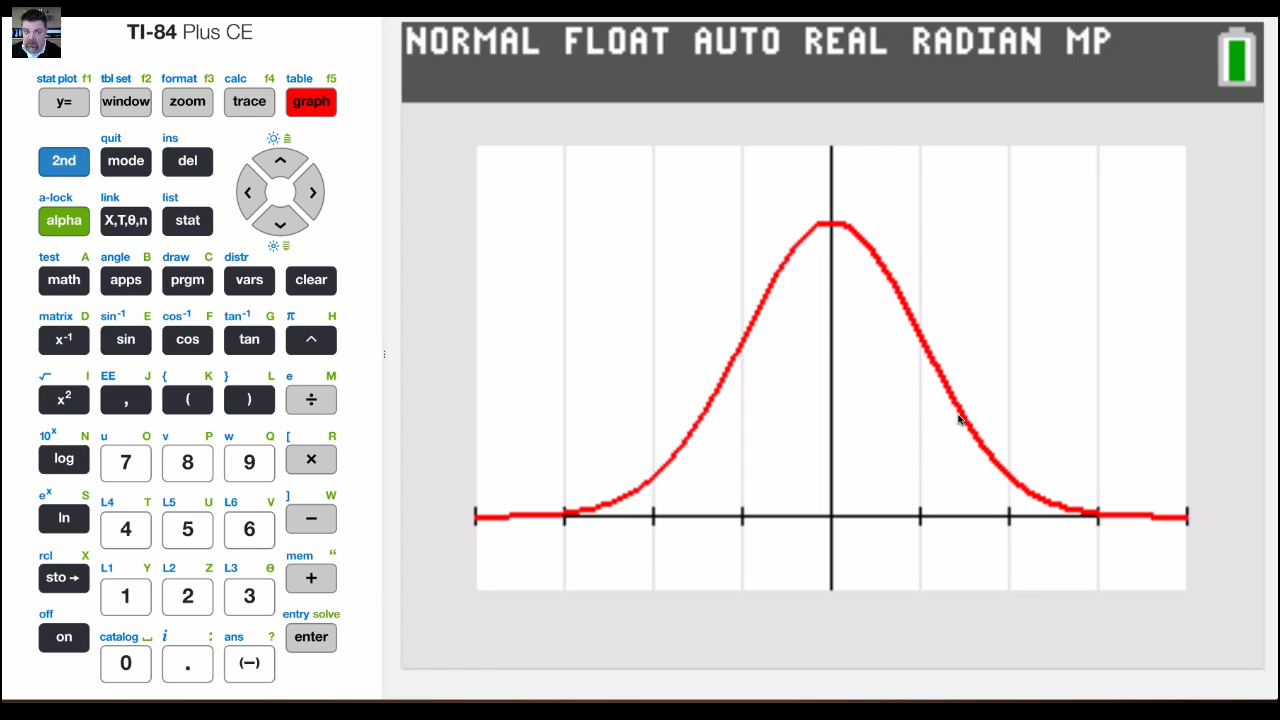 TI-84 Plus CE
NORMAL FLOAT AUTO REAL RADIAN MP
stat plot f1 tbl set f2 format f3 calc f4 table f5
y= window zoom trace graph
quit ins
2nd mode del
a-lock link list
alpha X,T,θ,n stat
test A angle B draw C distr
math apps prgm vars clear
matrix D sin⁻¹ E cos⁻¹ F tan⁻¹ G π H
x⁻¹ sin cos tan ^
√ I EE J { K } L e M
x² , ( ) ÷
10ˣ N u O v P w Q [ R
log 7 8 9 ×
eˣ S L4 T L5 U L6 V ] W
ln 4 5 6 −
rcl X L1 Y L2 Z L3 θ mem “
sto→ 1 2 3 +
off catalog ⎵ i : ans ? entry solve
on 0 . (−) enter